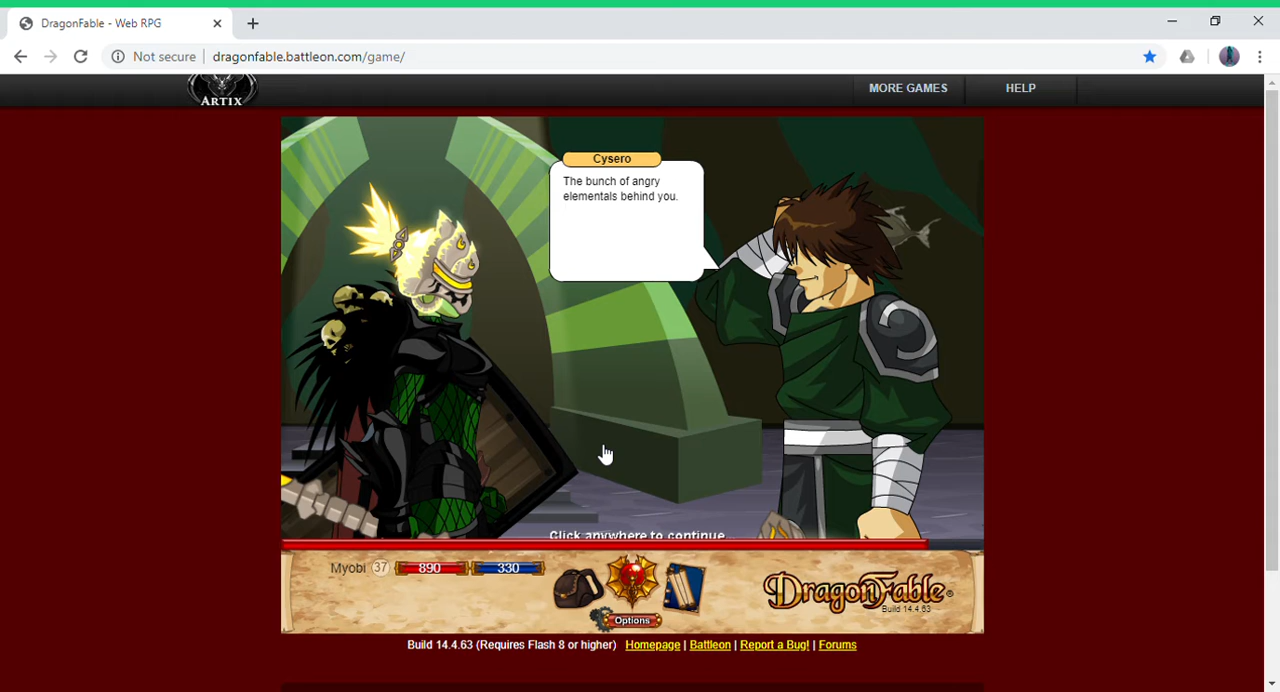 DragonFable - Web RPG
Not secure
dragonfable.battleon.com/game/
ARTIX
MORE GAMES
HELP
Cysero
The bunch of angry
elementals behind you.
Click anywhere to continue...
Myobi 37 890 330
Options
DragonFable®
Build 14.4.63
Build 14.4.63 (Requires Flash 8 or higher) Homepage | Battleon | Report a Bug! | Forums